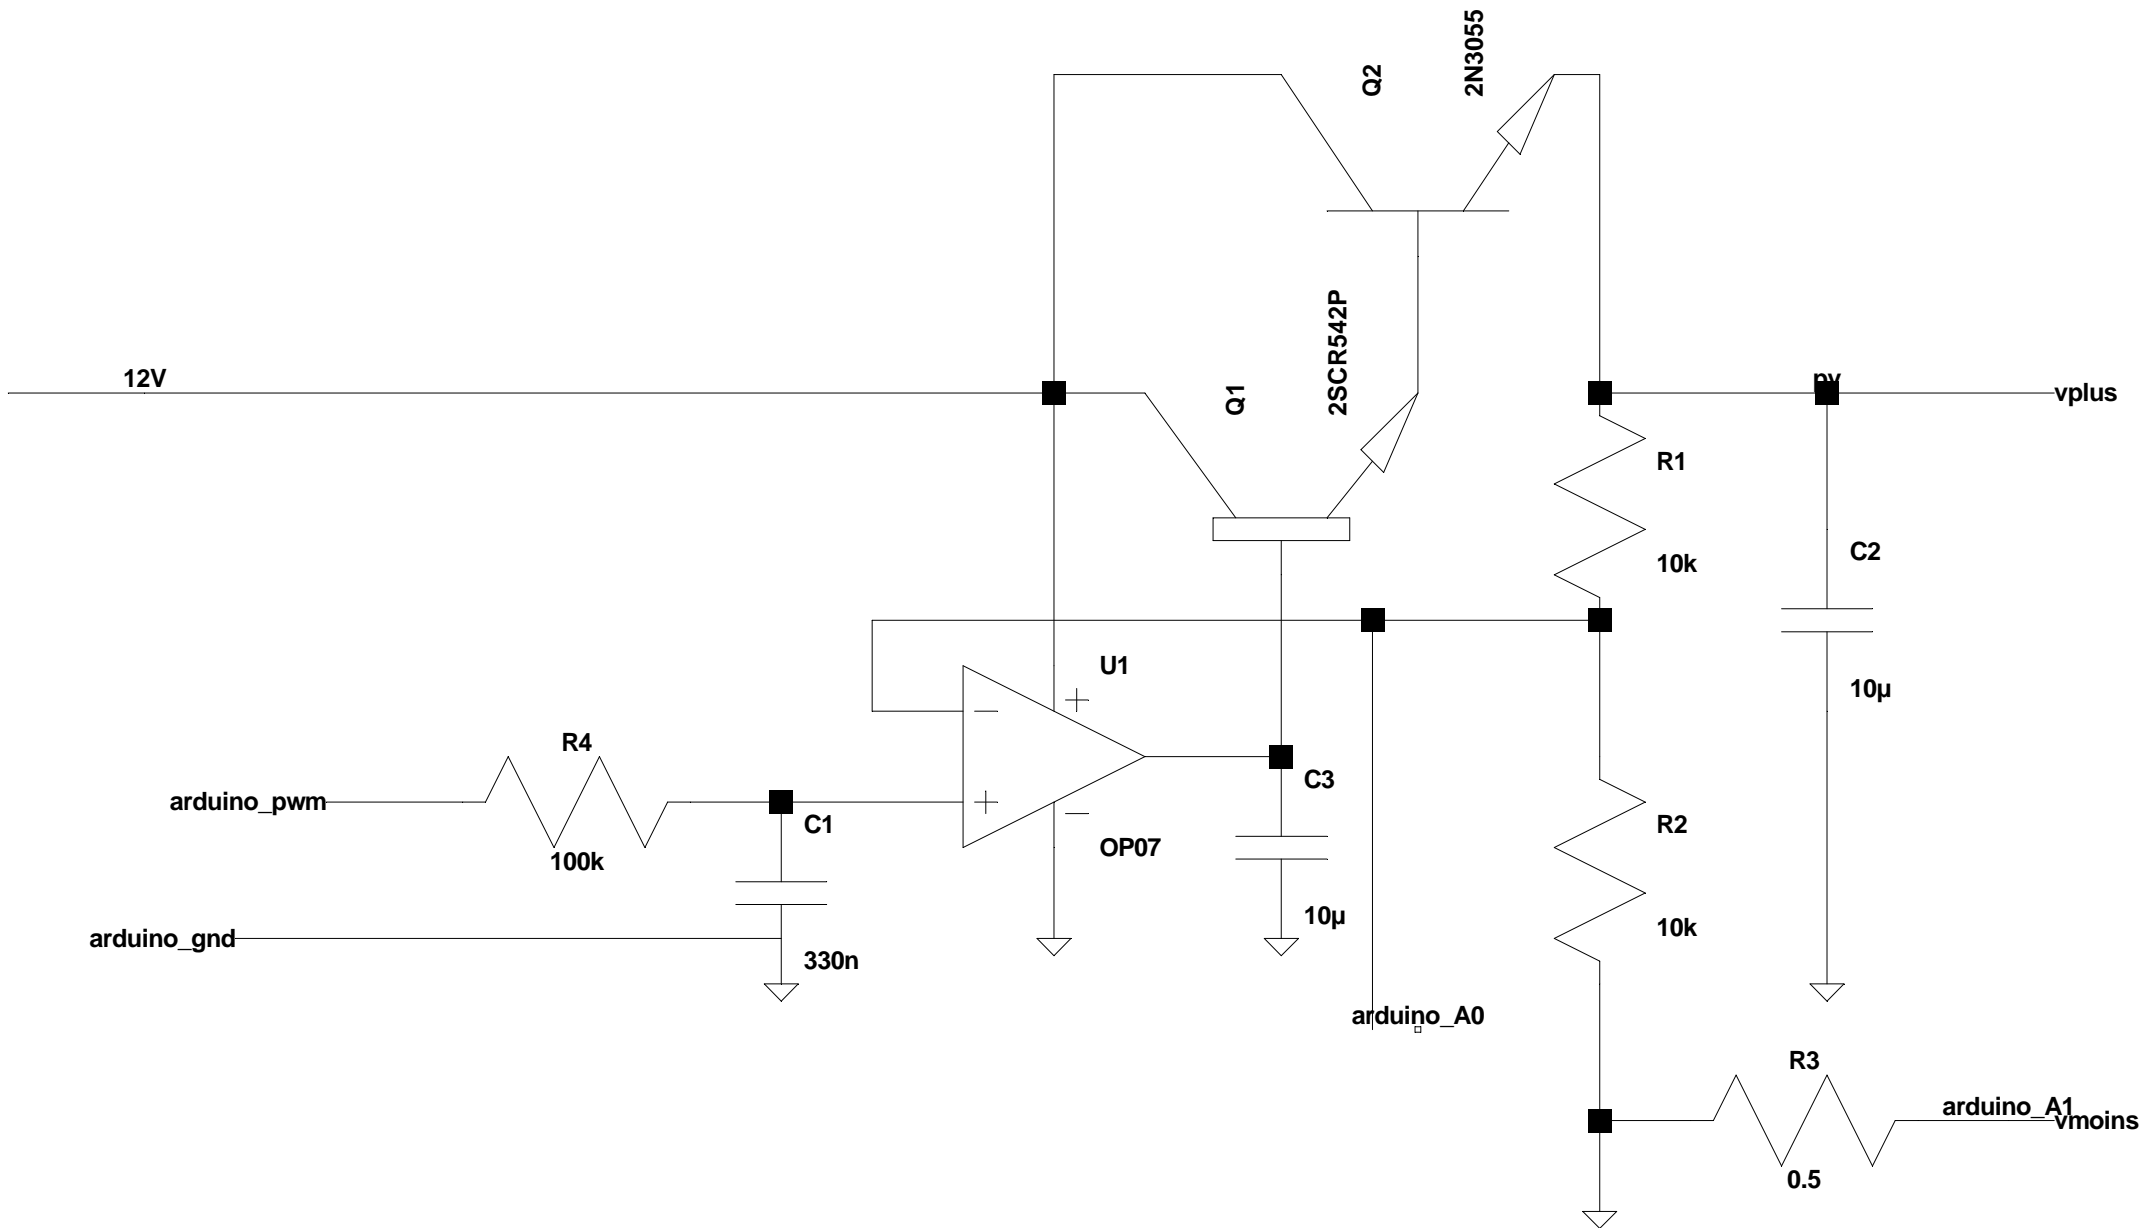 Q2
2N3055
12V
Q1
2SCR542P
pv
vplus
R1
10k
C2
10µ
U1
R4
arduino_pwm
100k
C1
OP07
C3
10µ
R2
10k
arduino_gnd
330n
arduino_A0
R3
arduino_A1
vmoins
0.5